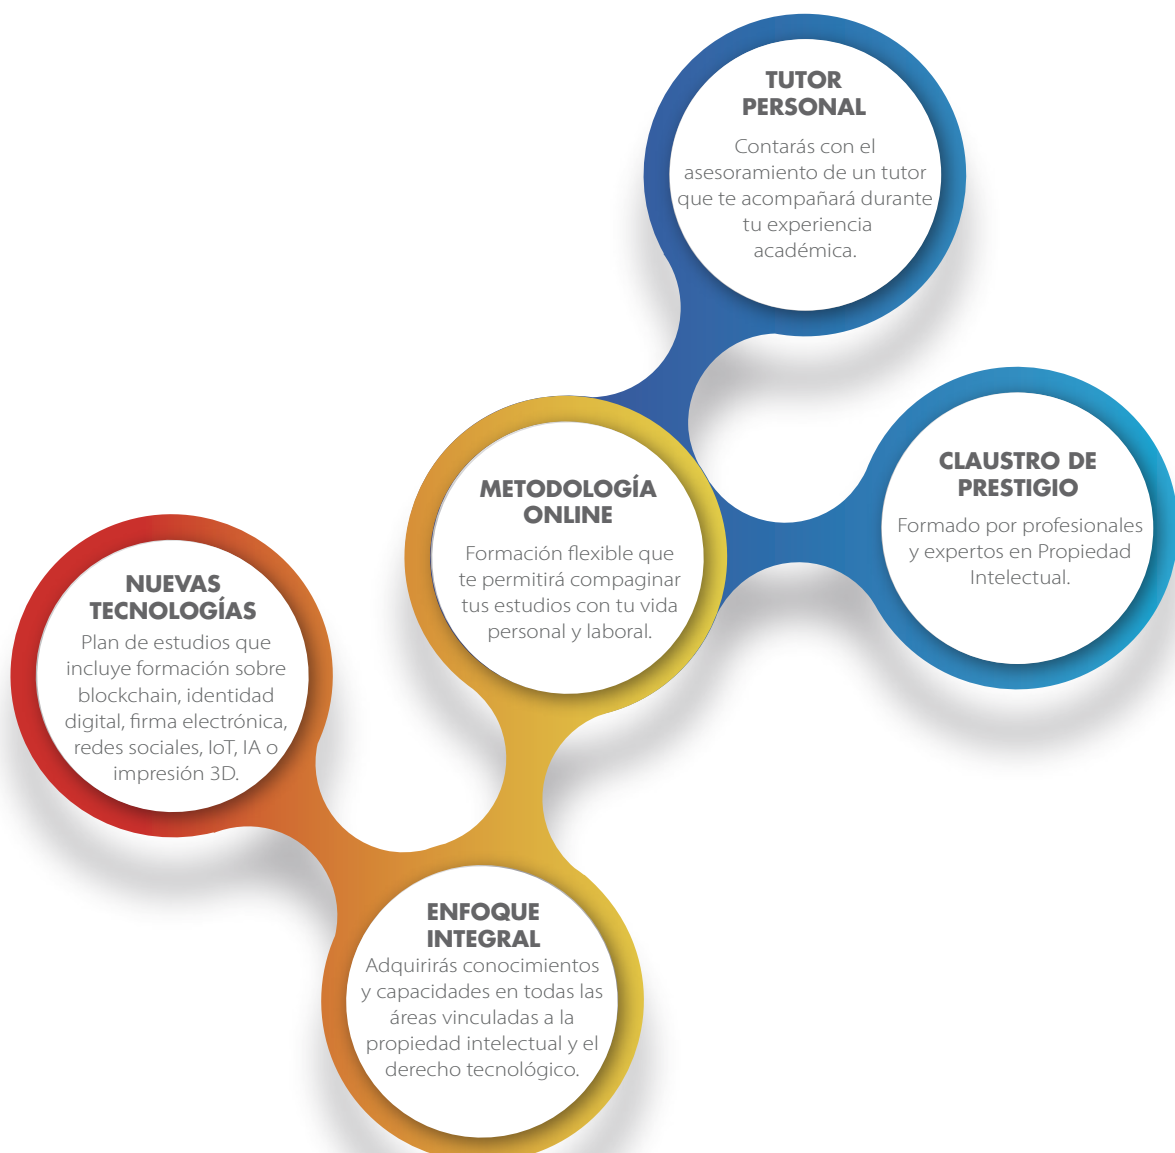 TUTOR
PERSONAL
Contarás con el
asesoramiento de un tutor
que te acompañará durante
tu experiencia
académica.
CLAUSTRO DE
PRESTIGIO
Formado por profesionales
y expertos en Propiedad
Intelectual.
METODOLOGÍA
ONLINE
Formación flexible que
te permitirá compaginar
tus estudios con tu vida
personal y laboral.
NUEVAS
TECNOLOGÍAS
Plan de estudios que
incluye formación sobre
blockchain, identidad
digital, firma electrónica,
redes sociales, IoT, IA o
impresión 3D.
ENFOQUE
INTEGRAL
Adquirirás conocimientos
y capacidades en todas las
áreas vinculadas a la
propiedad intelectual y el
derecho tecnológico.